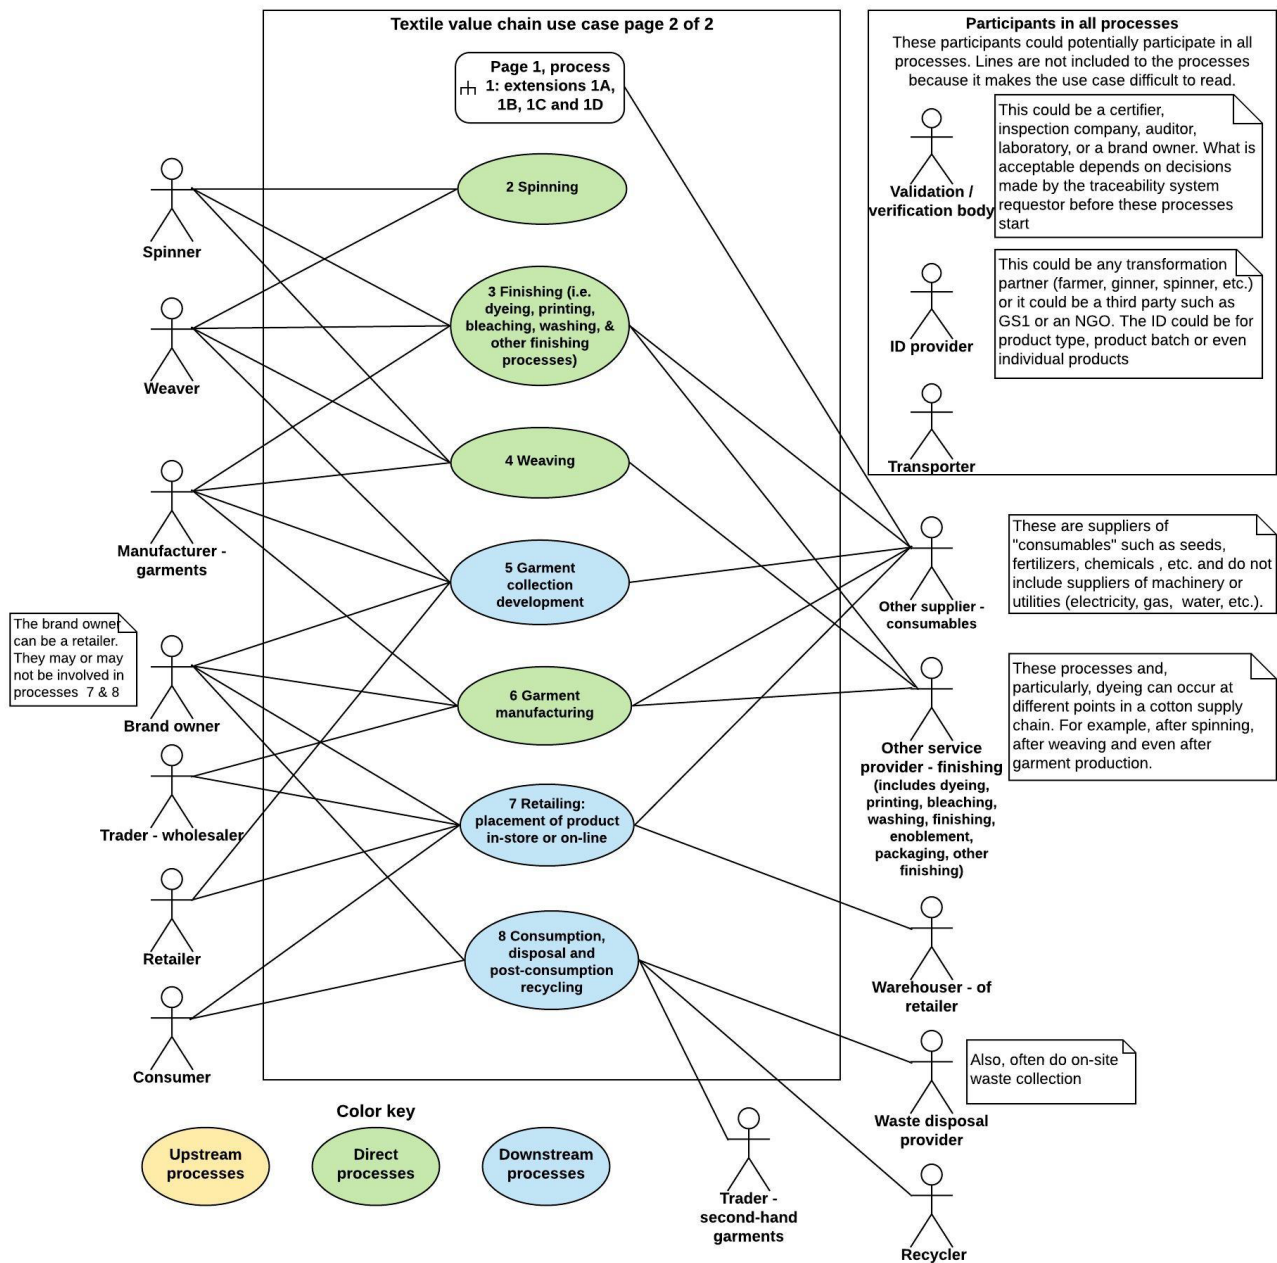 Textile value chain use case page 2 of 2
Page 1, process
1: extensions 1A,
1B, 1C and 1D
2 Spinning
3 Finishing (i.e.
dyeing, printing,
bleaching, washing, &
other finishing
processes)
4 Weaving
5 Garment
collection
development
6 Garment
manufacturing
7 Retailing:
placement of product
in-store or on-line
8 Consumption,
disposal and
post-consumption
recycling
Spinner
Weaver
Manufacturer -
garments
The brand owner
can be a retailer.
They may or may
not be involved in
processes 7 & 8
Brand owner
Trader - wholesaler
Retailer
Consumer
Participants in all processes
These participants could potentially participate in all
processes. Lines are not included to the processes
because it makes the use case difficult to read.
Validation /
verification body
This could be a certifier,
inspection company, auditor,
laboratory, or a brand owner. What is
acceptable depends on decisions
made by the traceability system
requestor before these processes
start
ID provider
This could be any transformation
partner (farmer, ginner, spinner, etc.)
or it could be a third party such as
GS1 or an NGO. The ID could be for
product type, product batch or even
individual products
Transporter
Other supplier -
consumables
These are suppliers of
"consumables" such as seeds,
fertilizers, chemicals , etc. and do not
include suppliers of machinery or
utilities (electricity, gas, water, etc.).
Other service
provider - finishing
(includes dyeing,
printing, bleaching,
washing, finishing,
enoblement,
packaging, other
finishing)
These processes and,
particularly, dyeing can occur at
different points in a cotton supply
chain. For example, after spinning,
after weaving and even after
garment production.
Warehouser - of
retailer
Waste disposal
provider
Also, often do on-site
waste collection
Trader -
second-hand
garments
Recycler
Color key
Upstream
processes
Direct
processes
Downstream
processes